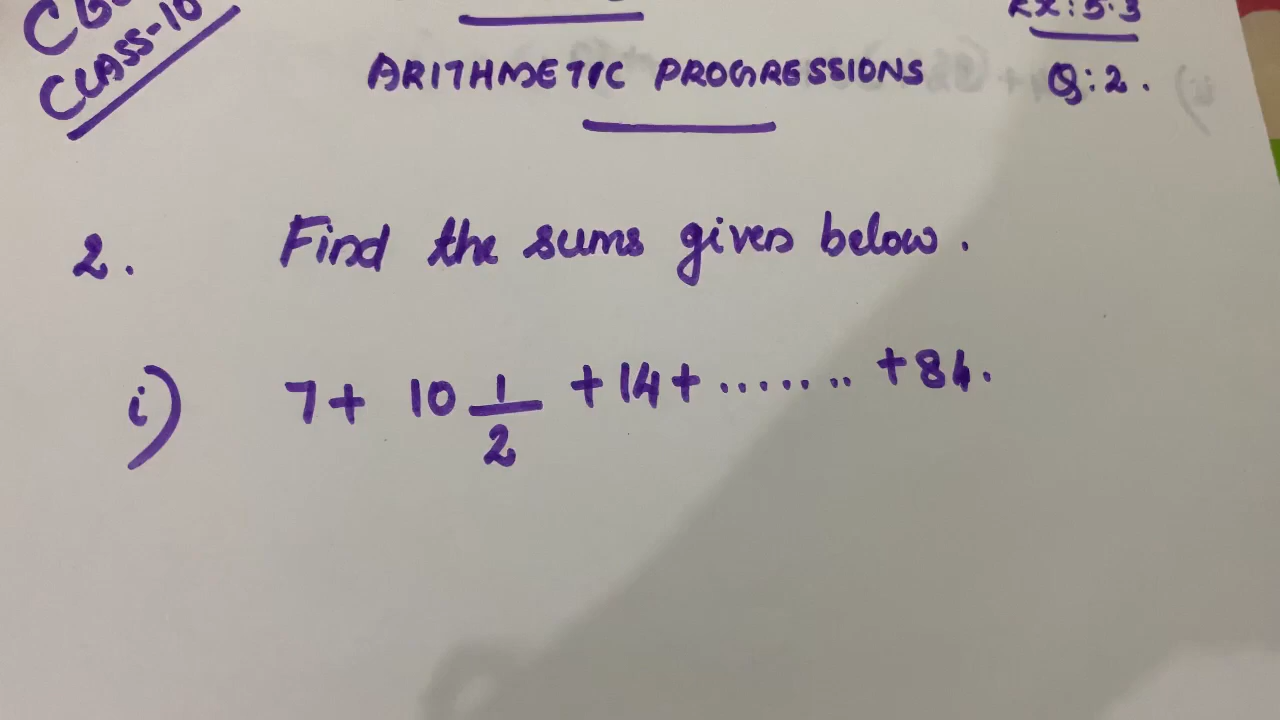 CLASS-10
EX:5.3
ARITHMETIC PROGRESSIONS
Q:2.
2. Find the sums given below.
i) 7+ 10 1/2 +14+ ....... +84.